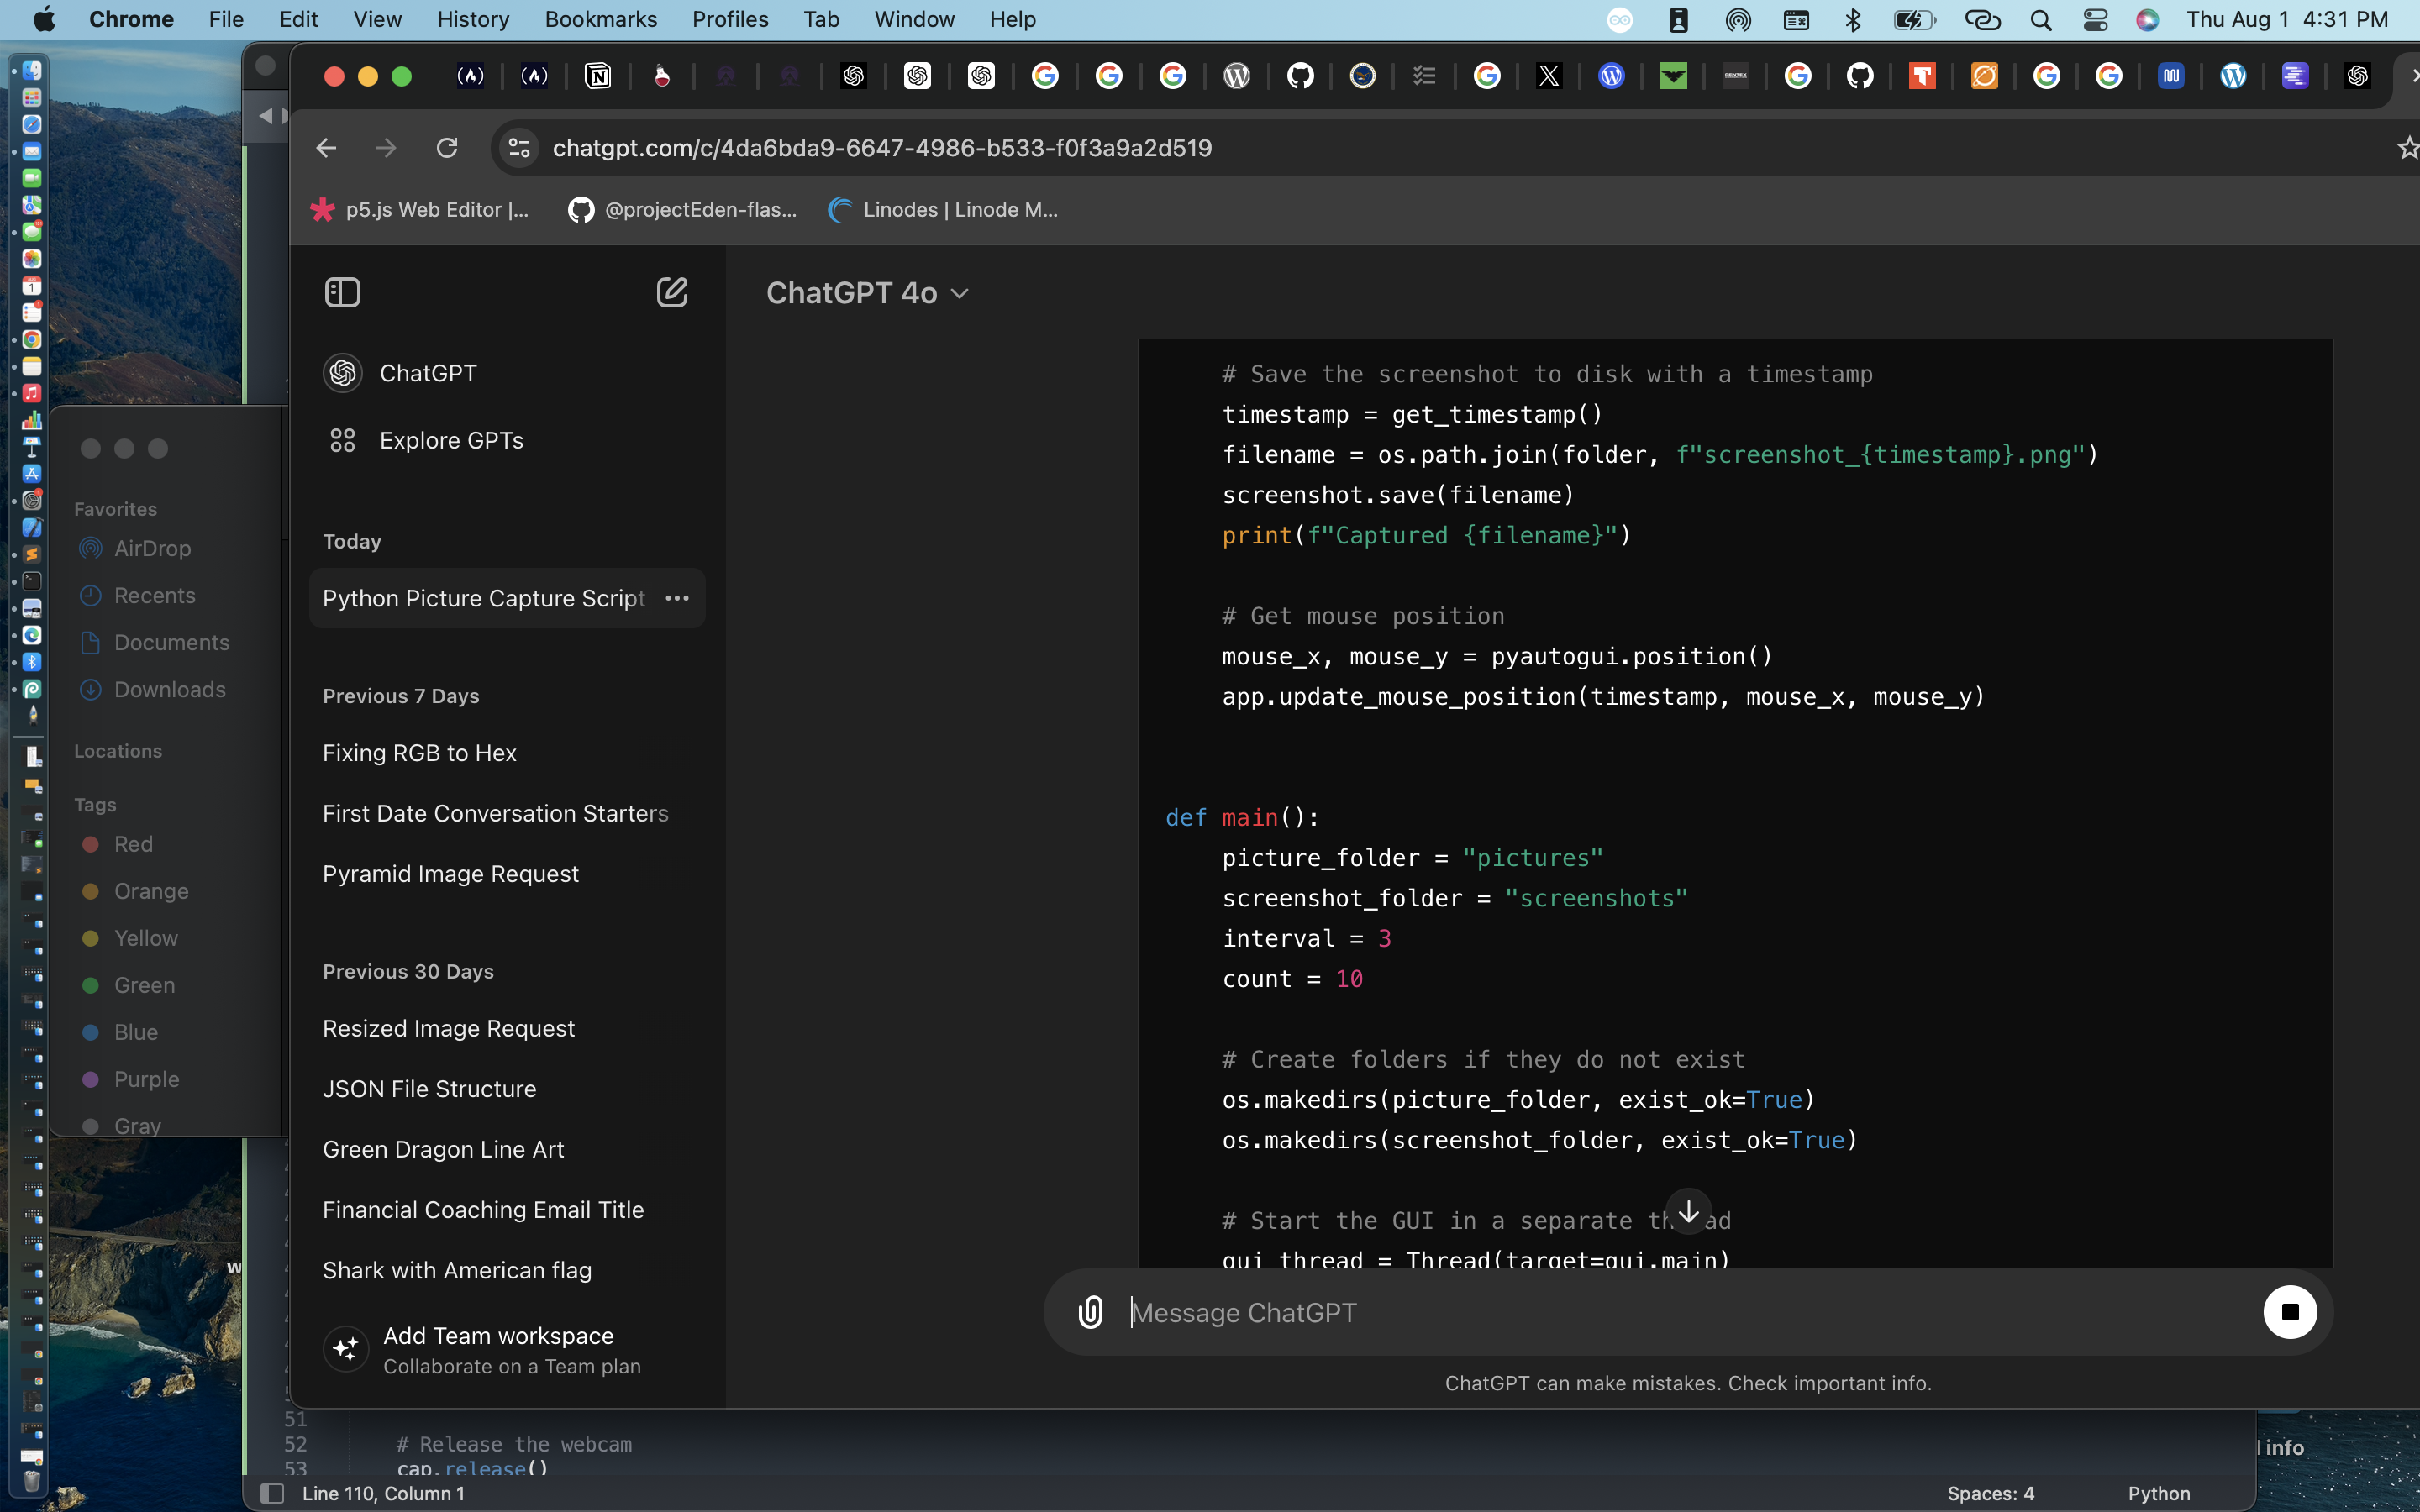 Chrome File Edit View History Bookmarks Profiles Tab Window Help
Thu Aug 1 4:31 PM
chatgpt.com/c/4da6bda9-6647-4986-b533-f0f3a9a2d519
p5.js Web Editor |...
@projectEden-flas...
Linodes | Linode M...
ChatGPT
Explore GPTs
Today
Python Picture Capture Script
Previous 7 Days
Fixing RGB to Hex
First Date Conversation Starters
Pyramid Image Request
Previous 30 Days
Resized Image Request
JSON File Structure
Green Dragon Line Art
Financial Coaching Email Title
Shark with American flag
Add Team workspace
Collaborate on a Team plan
ChatGPT 4o
# Save the screenshot to disk with a timestamp
timestamp = get_timestamp()
filename = os.path.join(folder, f"screenshot_{timestamp}.png")
screenshot.save(filename)
print(f"Captured {filename}")
# Get mouse position
mouse_x, mouse_y = pyautogui.position()
app.update_mouse_position(timestamp, mouse_x, mouse_y)
def main():
picture_folder = "pictures"
screenshot_folder = "screenshots"
interval = 3
count = 10
# Create folders if they do not exist
os.makedirs(picture_folder, exist_ok=True)
os.makedirs(screenshot_folder, exist_ok=True)
# Start the GUI in a separate
gui_thread = Thread(target=gui.main)
Message ChatGPT
ChatGPT can make mistakes. Check important info.
Favorites
AirDrop
Recents
Documents
Downloads
Locations
Tags
Red
Orange
Yellow
Green
Blue
Purple
Gray
51
52 # Release the webcam
53 cap.release()
Line 110, Column 1
Spaces: 4
Python
info